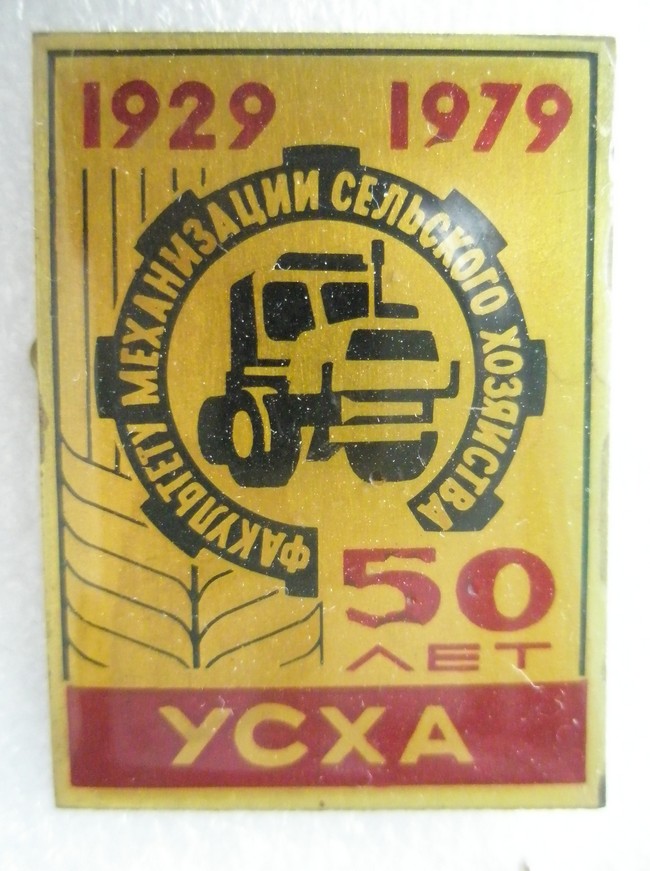 1929 1979
ФАКУЛЬТЕТУ МЕХАНИЗАЦИИ СЕЛЬСКОГО ХОЗЯЙСТВА
50
ЛЕТ
УСХА